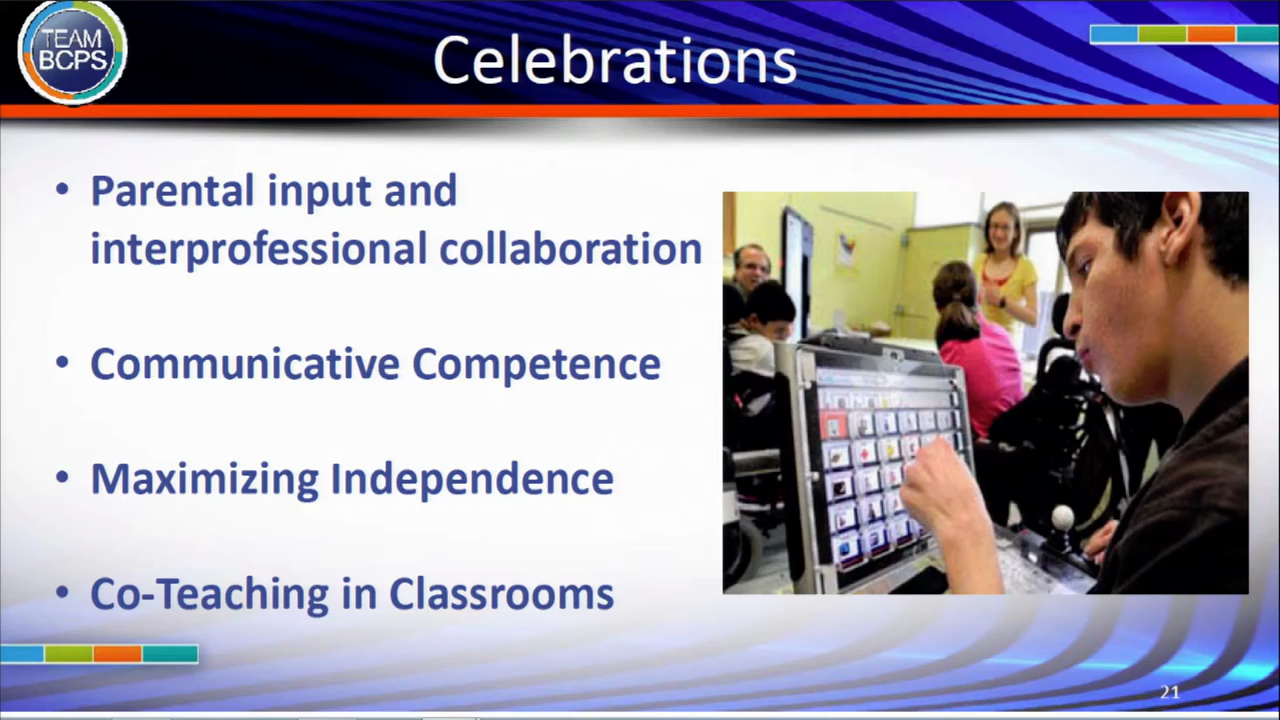 TEAM
BCPS
Celebrations
• Parental input and
interprofessional collaboration
• Communicative Competence
• Maximizing Independence
• Co-Teaching in Classrooms
21